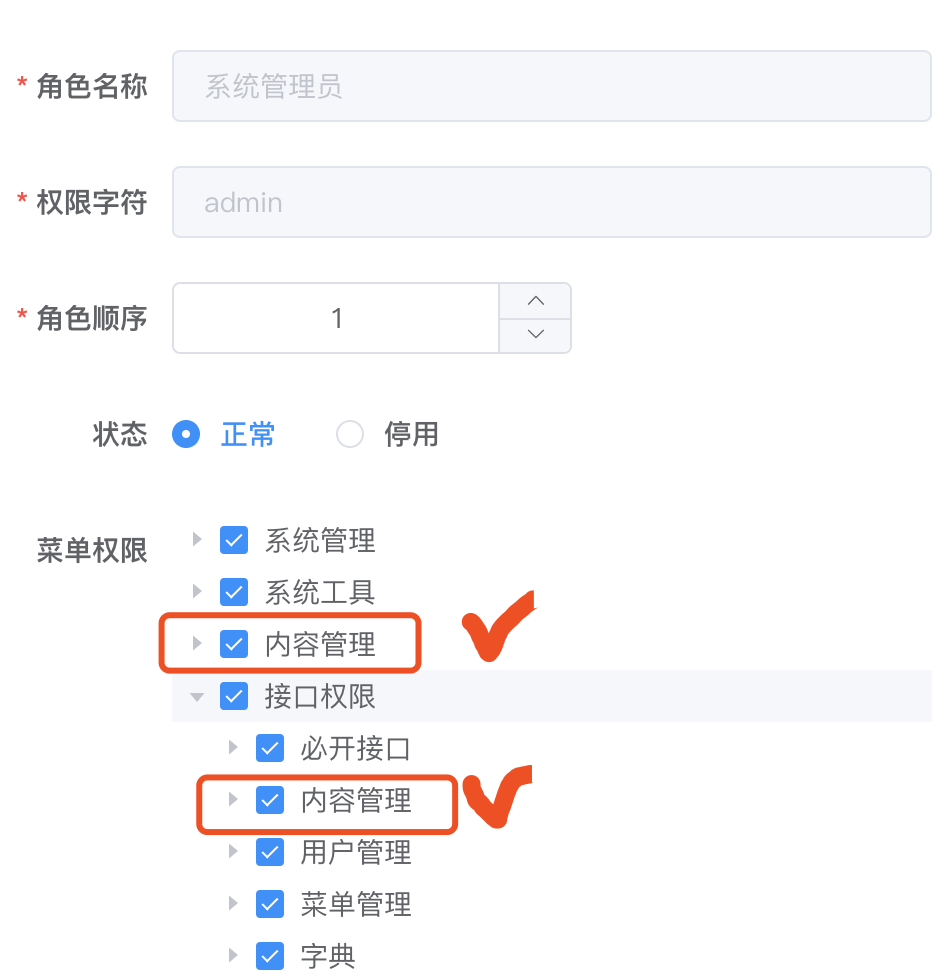 * 角色名称 系统管理员
* 权限字符 admin
* 角色顺序 1
状态 正常 停用
菜单权限 系统管理
系统工具
内容管理
接口权限
必开接口
内容管理
用户管理
菜单管理
字典